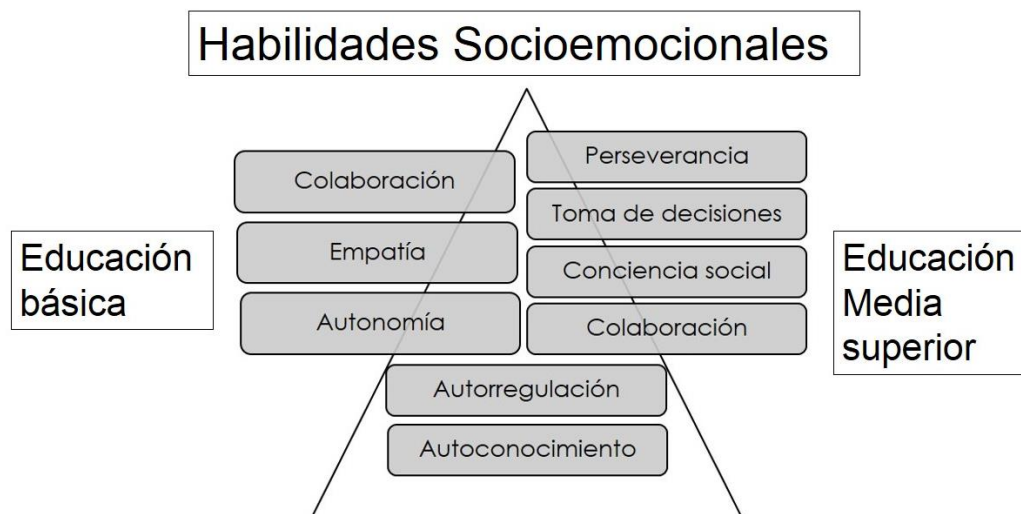 Habilidades Socioemocionales
Educación
básica
Colaboración
Empatía
Autonomía
Perseverancia
Toma de decisiones
Conciencia social
Colaboración
Educación
Media
superior
Autorregulación
Autoconocimiento